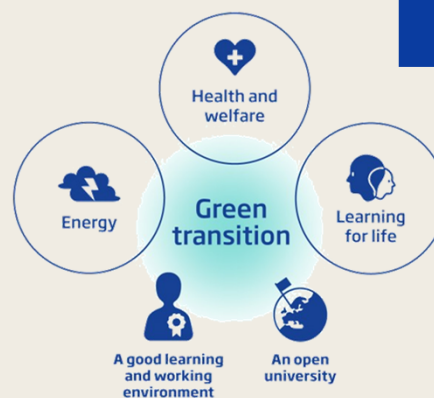 Health and
welfare
Energy
Green
transition
Learning
for life
A good learning
and working
environment
An open
university